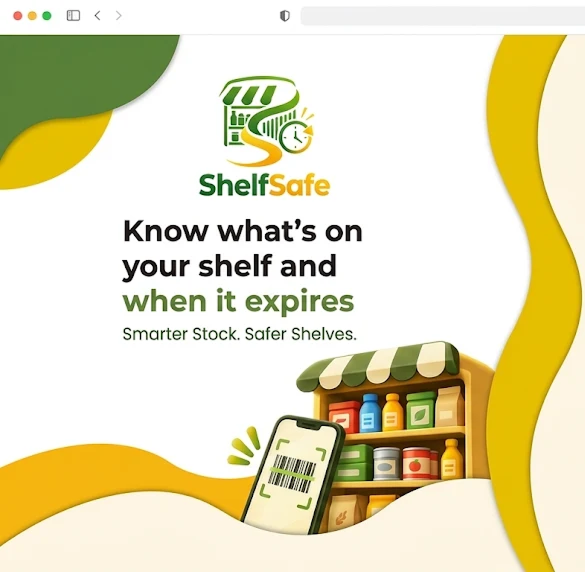 ShelfSafe
Know what's on
your shelf and
when it expires
Smarter Stock. Safer Shelves.